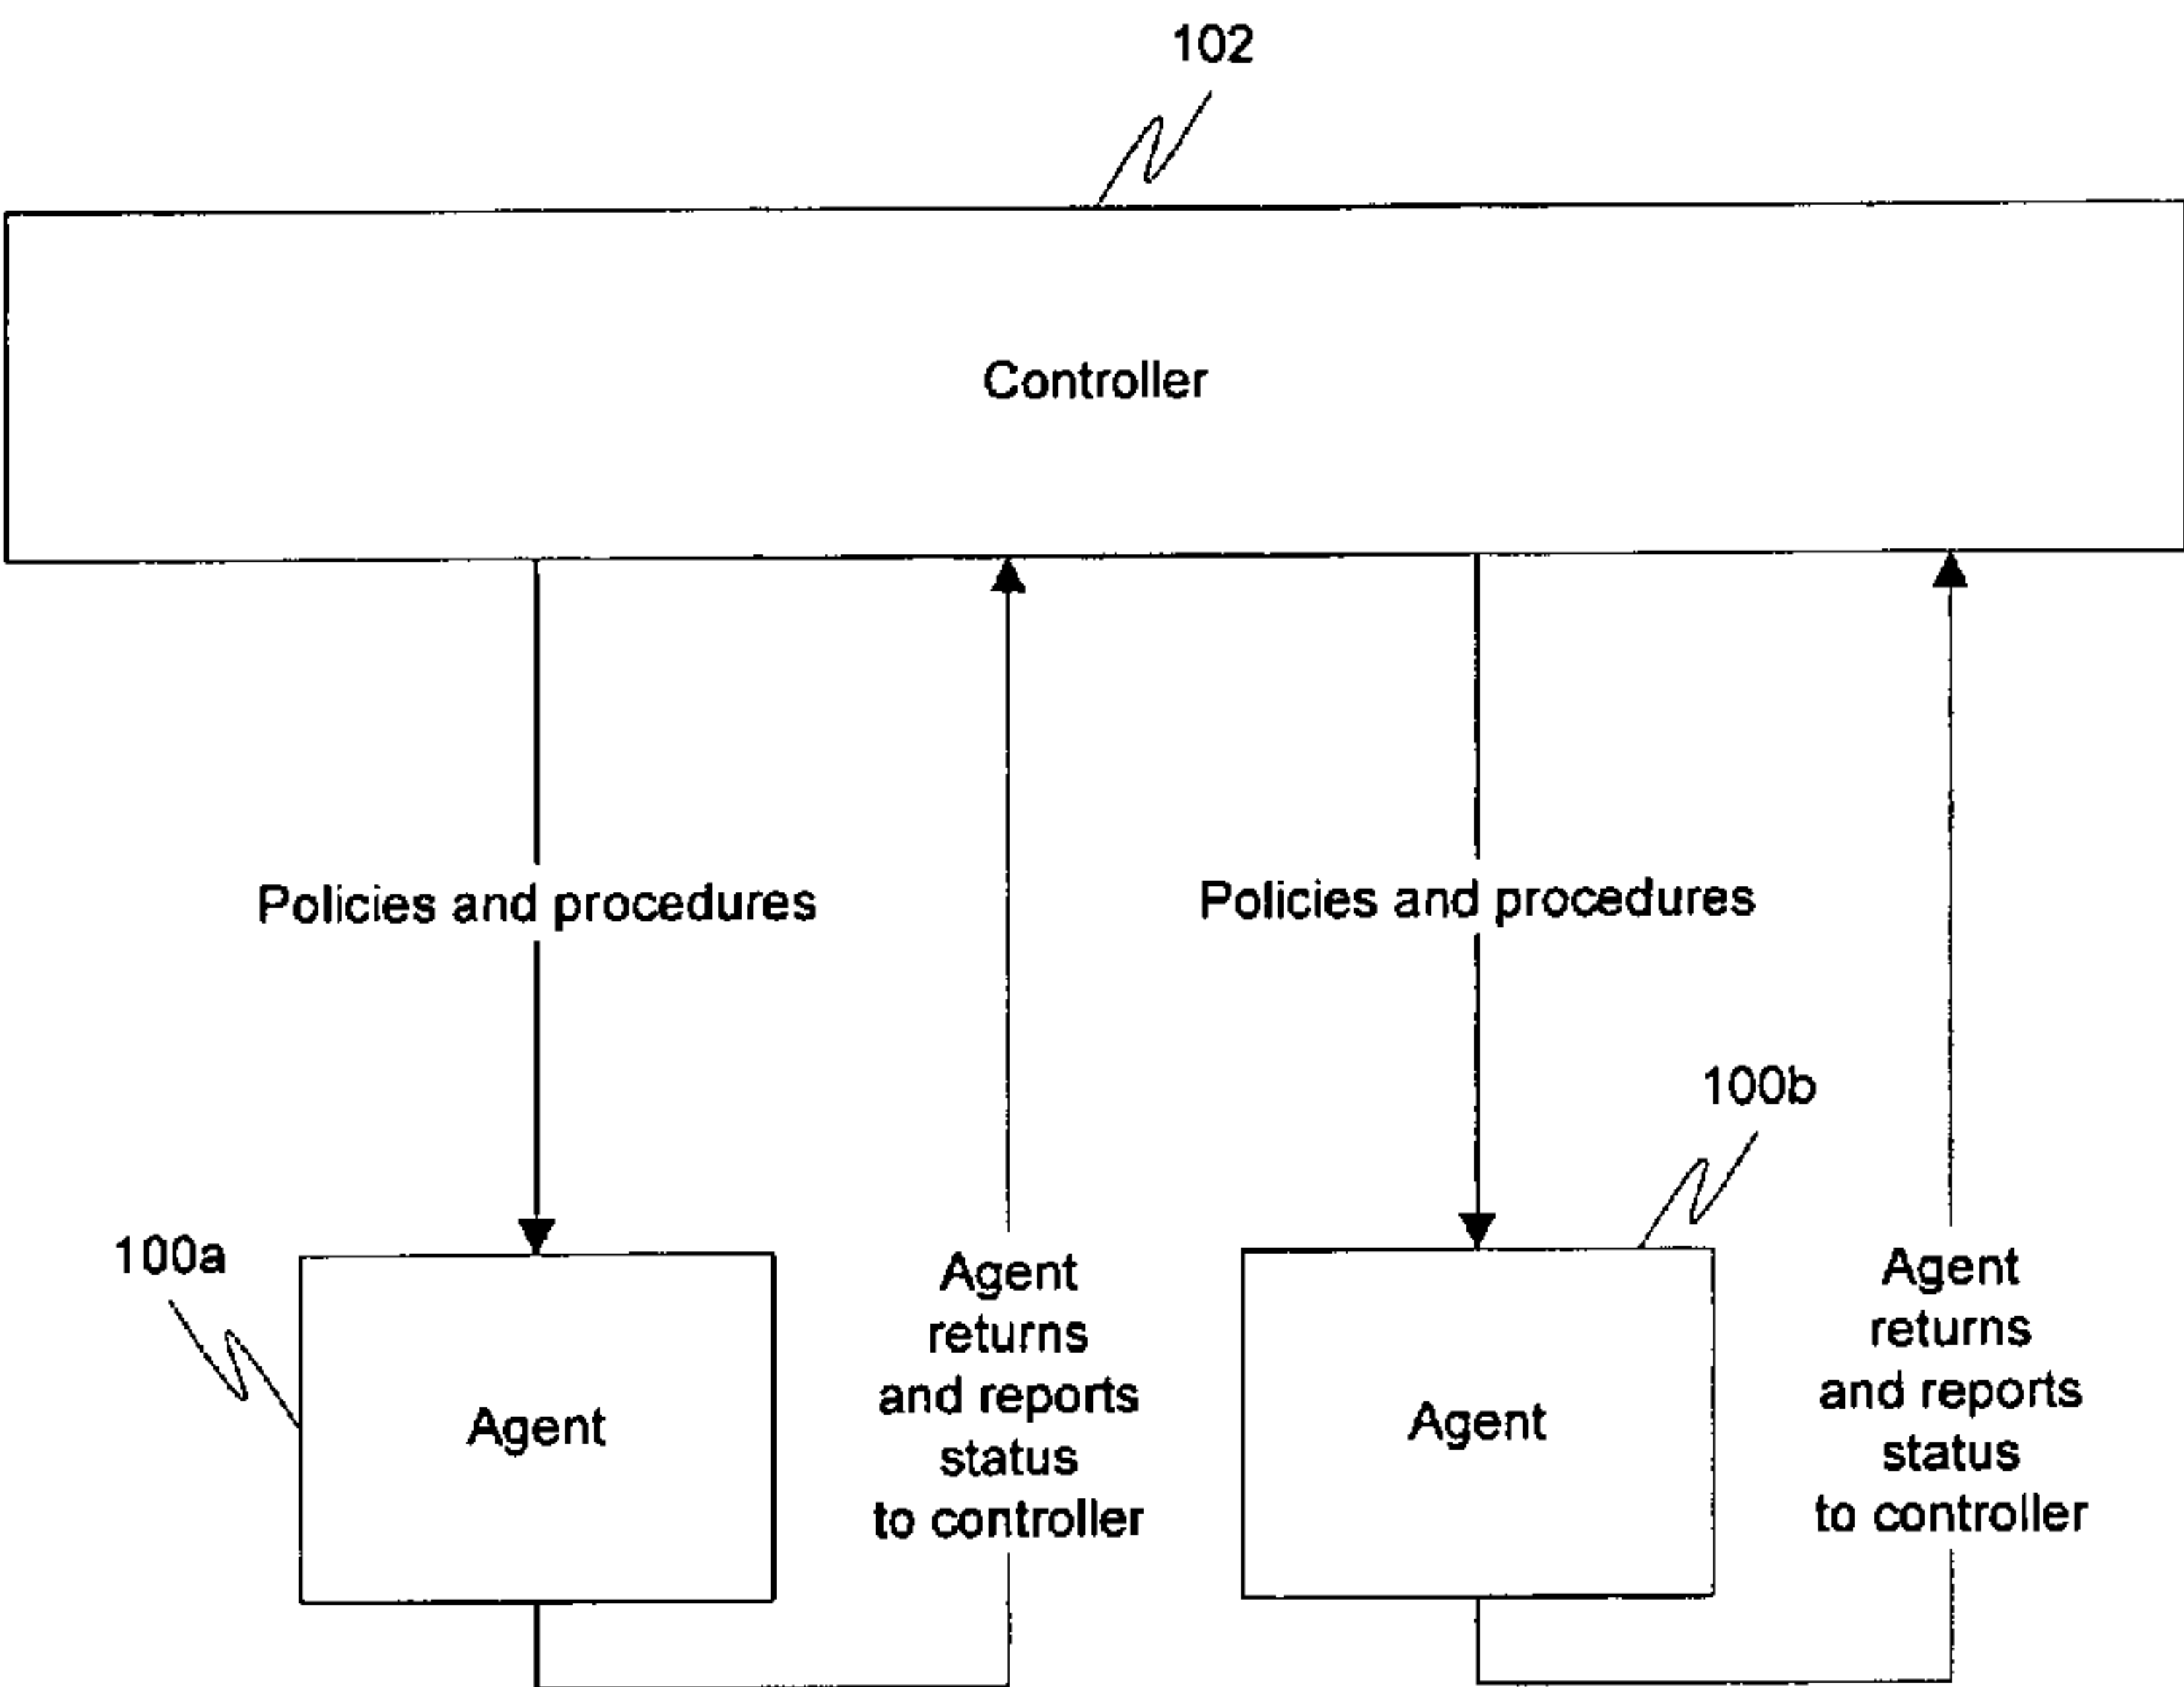 102
Controller
Policies and procedures
Policies and procedures
100b
100a
Agent
returns
and reports
status
to controller
Agent
returns
and reports
status
to controller
Agent
Agent